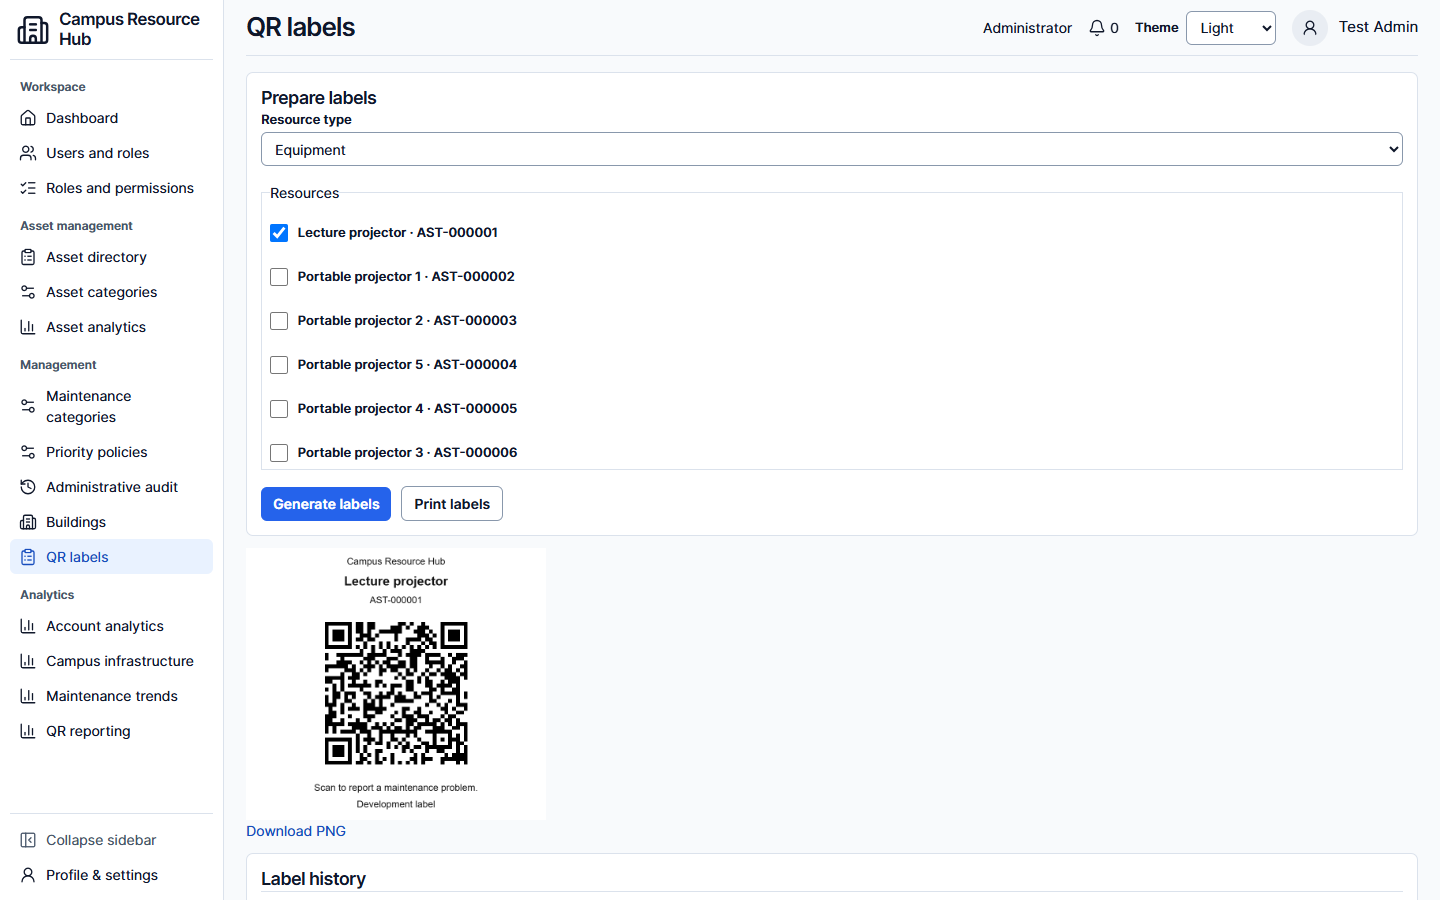 Campus Resource
Hub
Workspace
Dashboard
Users and roles
Roles and permissions
Asset management
Asset directory
Asset categories
Asset analytics
Management
Maintenance
categories
Priority policies
Administrative audit
Buildings
QR labels
Analytics
Account analytics
Campus infrastructure
Maintenance trends
QR reporting
Collapse sidebar
Profile & settings
QR labels
Administrator
0
Theme
Light
Test Admin
Prepare labels
Resource type
Equipment
Resources
Lecture projector · AST-000001
Portable projector 1 · AST-000002
Portable projector 2 · AST-000003
Portable projector 5 · AST-000004
Portable projector 4 · AST-000005
Portable projector 3 · AST-000006
Generate labels
Print labels
Campus Resource Hub
Lecture projector
AST-000001
Scan to report a maintenance problem.
Development label
Download PNG
Label history